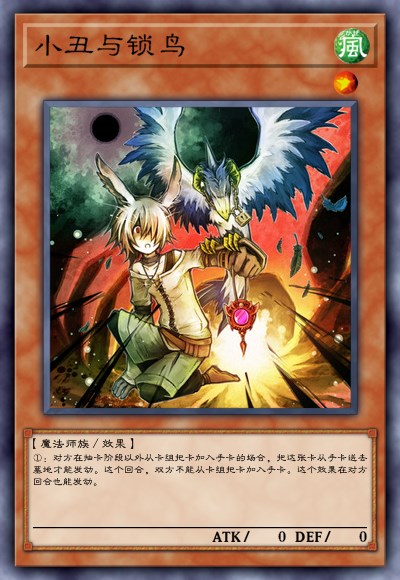 小丑与锁鸟
風
【魔法师族／效果】
①：对方在抽卡阶段以外从卡组把卡加入手卡的场合，把这张卡从手卡送去
墓地才能发动。这个回合，双方不能从卡组把卡加入手卡。这个效果在对方
回合也能发动。
ATK/ 0 DEF/ 0